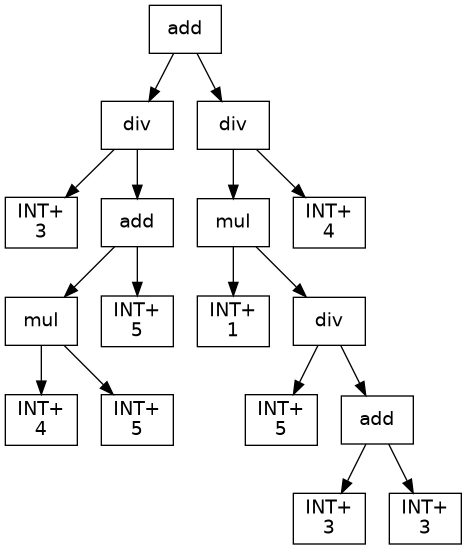 add
div
div
INT+
3
add
mul
INT+
4
mul
INT+
5
INT+
1
div
INT+
4
INT+
5
INT+
5
add
INT+
3
INT+
3